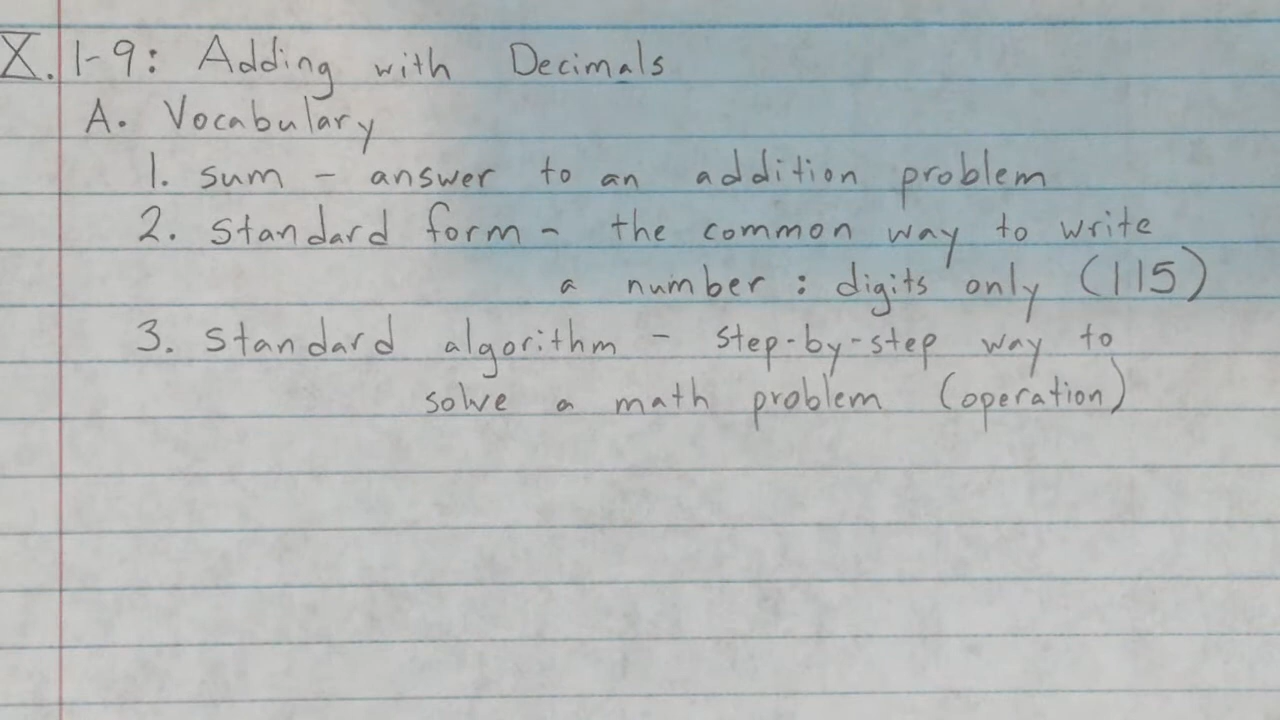 X. 1-9: Adding with Decimals
A. Vocabulary
1. sum - answer to an addition problem
2. standard form - the common way to write
a number : digits only (115)
3. standard algorithm - step-by-step way to
solve a math problem (operation)